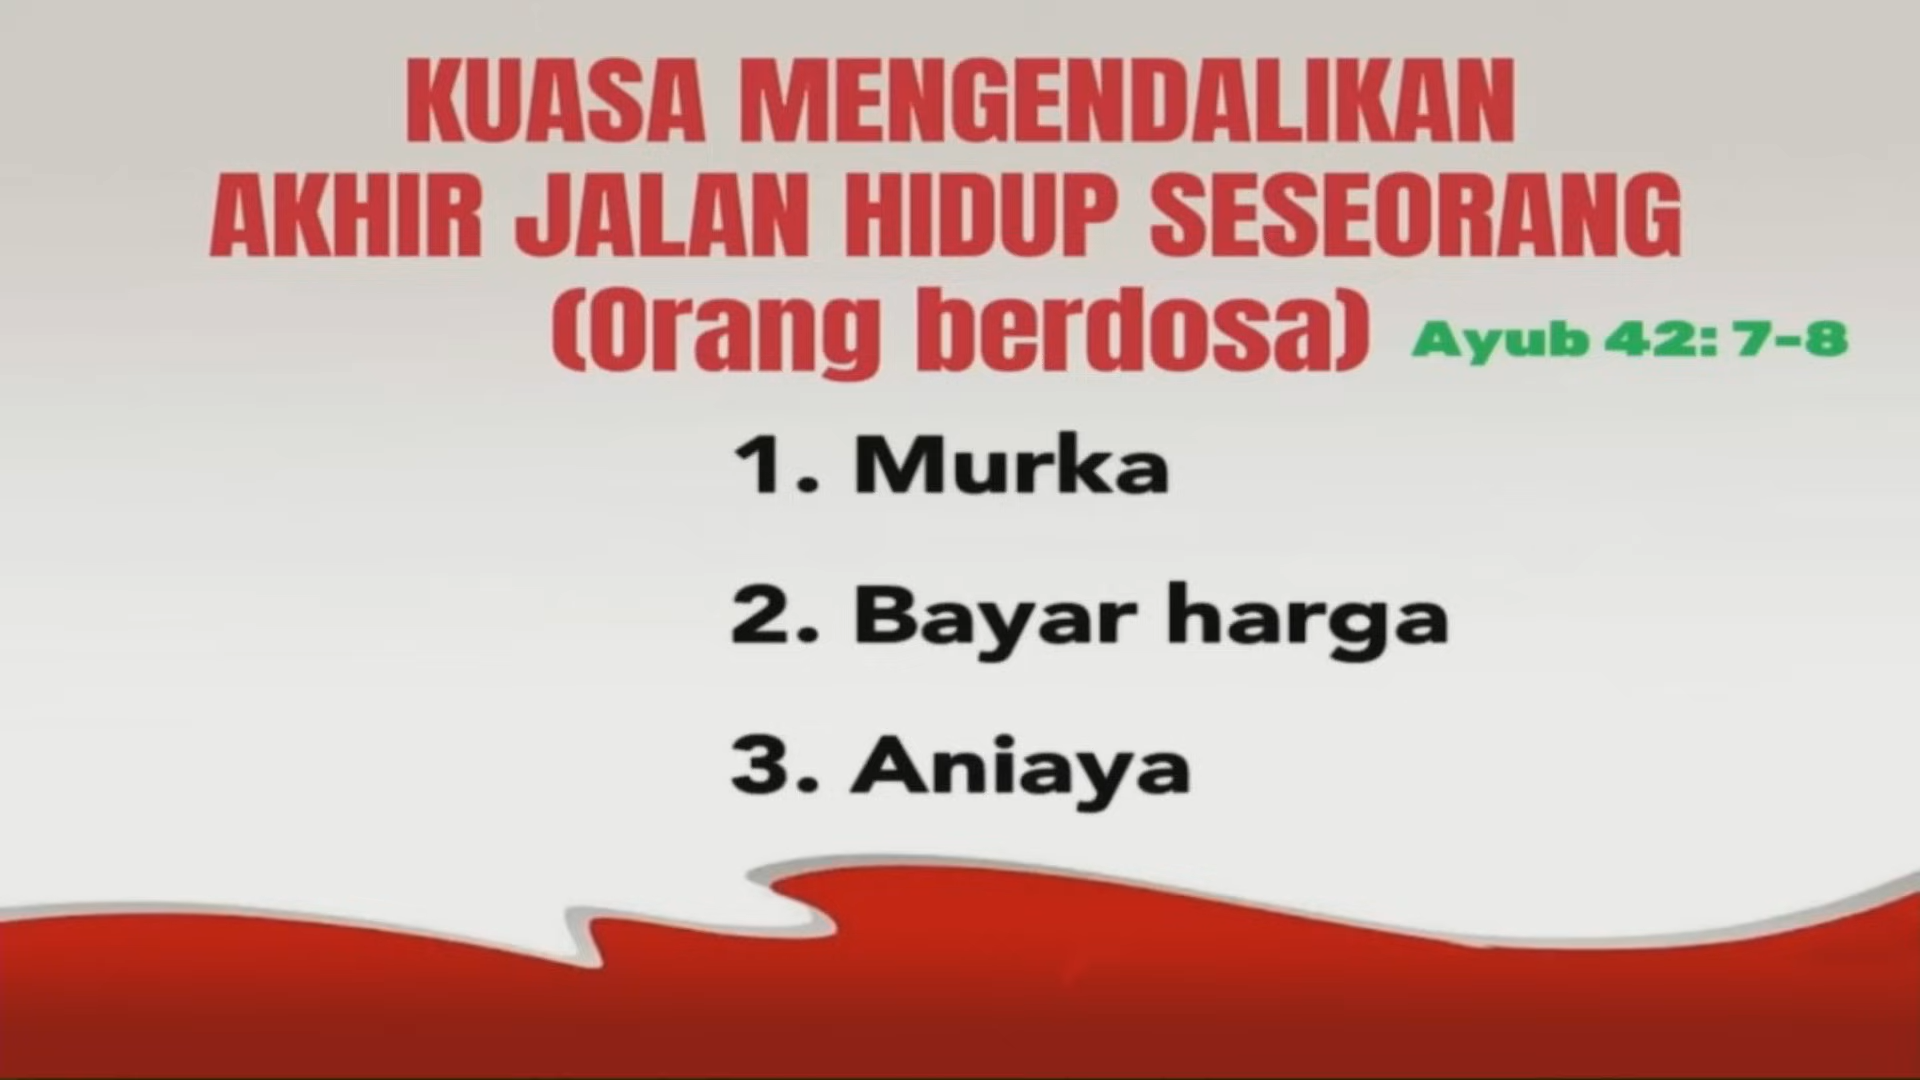 KUASA MENGENDALIKAN
AKHIR JALAN HIDUP SESEORANG
(Orang berdosa) Ayub 42: 7-8
1. Murka
2. Bayar harga
3. Aniaya